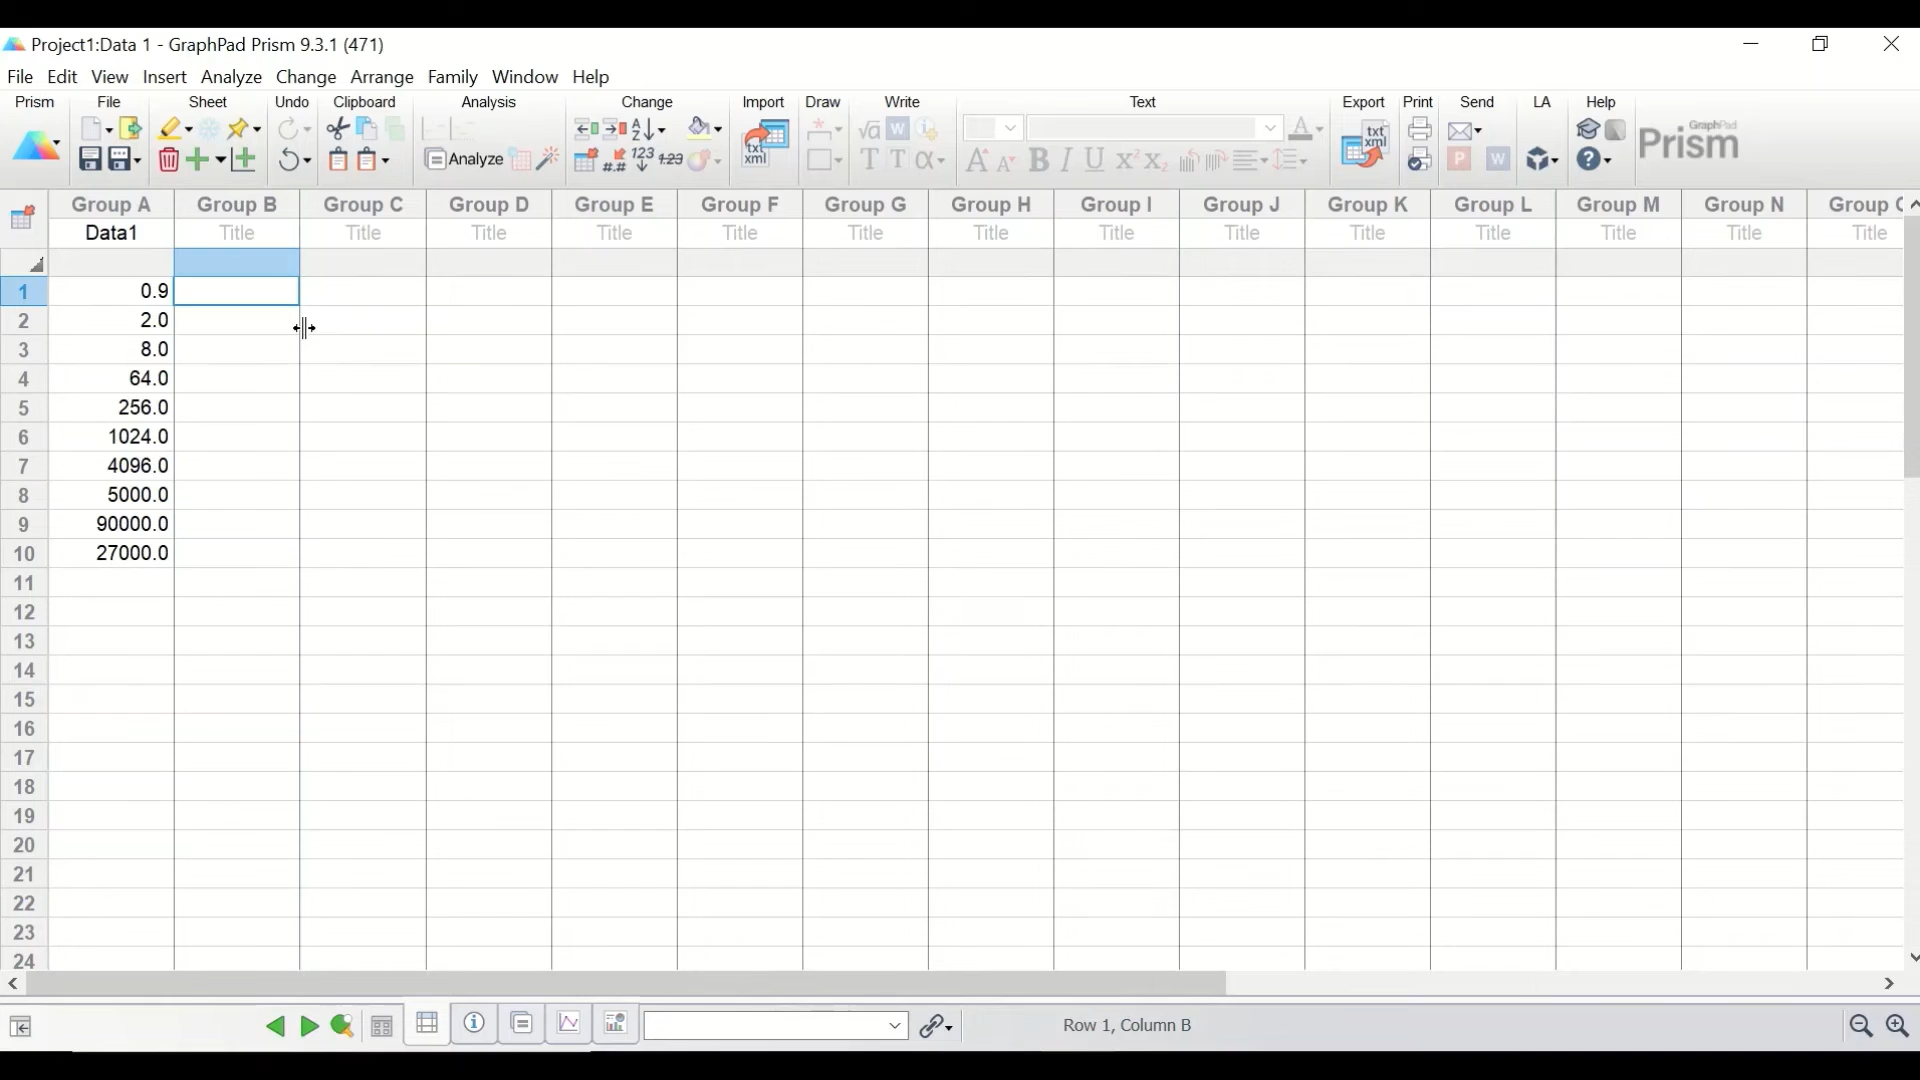 Project1:Data 1 - GraphPad Prism 9.3.1 (471)
File Edit View Insert Analyze Change Arrange Family Window Help
Prism File Sheet Undo Clipboard Analysis Change Import Draw Write Text Export Print Send LA Help
Analyze
GraphPad
Prism
Group A Group B Group C Group D Group E Group F Group G Group H Group I Group J Group K Group L Group M Group N Group
Data1 Title Title Title Title Title Title Title Title Title Title Title Title Title Title
1 0.9
2 2.0
3 8.0
4 64.0
5 256.0
6 1024.0
7 4096.0
8 5000.0
9 90000.0
10 27000.0
11
12
13
14
15
16
17
18
19
20
21
22
23
24
Row 1, Column B